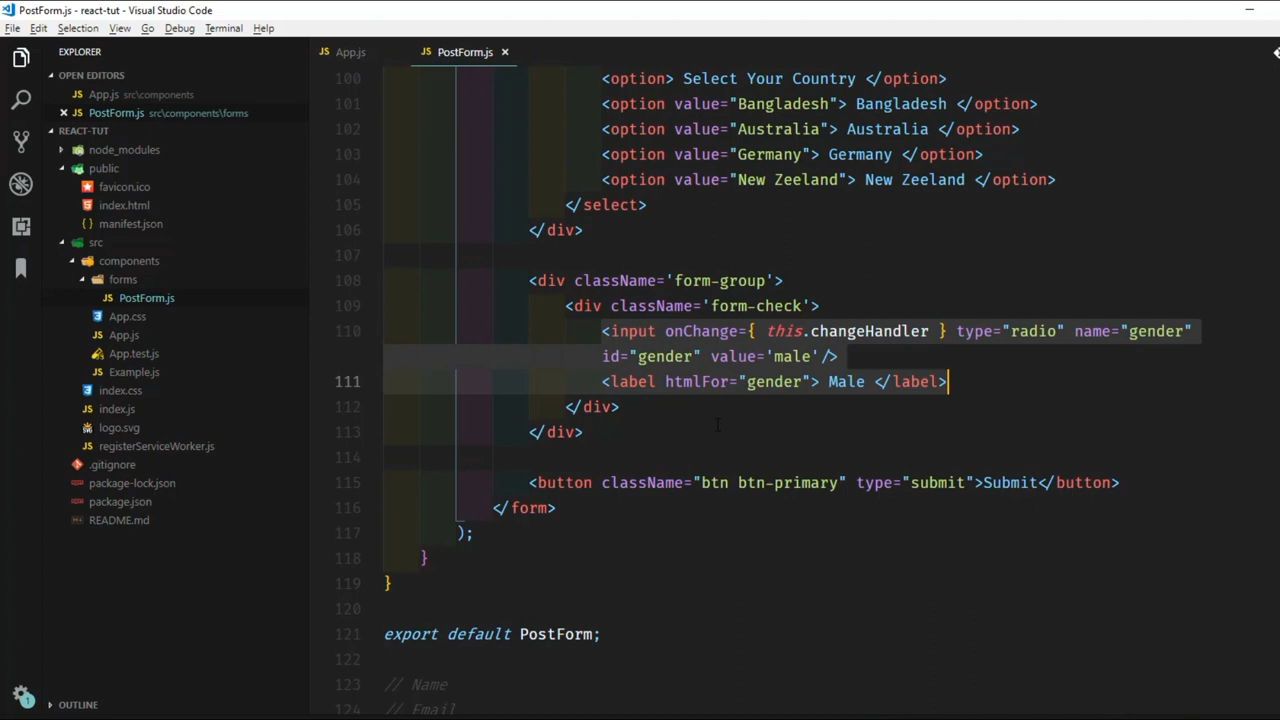 PostForm.js - react-tut - Visual Studio Code
File Edit Selection View Go Debug Terminal Help
EXPLORER
OPEN EDITORS
App.js src\components
PostForm.js src\components\forms
REACT-TUT
node_modules
public
favicon.ico
index.html
{ } manifest.json
src
components
forms
JS PostForm.js
App.css
JS App.js
App.test.js
JS Example.js
index.css
JS index.js
logo.svg
JS registerServiceWorker.js
.gitignore
package-lock.json
package.json
README.md
OUTLINE
1
JS App.js
JS PostForm.js
100 <option> Select Your Country </option>
101 <option value="Bangladesh"> Bangladesh </option>
102 <option value="Australia"> Australia </option>
103 <option value="Germany"> Germany </option>
104 <option value="New Zeeland"> New Zeeland </option>
105 </select>
106 </div>
107
108 <div className='form-group'>
109 <div className='form-check'>
110 <input onChange={ this.changeHandler } type="radio" name="gender"
id="gender" value='male'/>
111 <label htmlFor="gender"> Male </label>
112 </div>
113 </div>
114
115 <button className="btn btn-primary" type="submit">Submit</button>
116 </form>
117 );
118 }
119 }
120
121 export default PostForm;
122
123 // Name
124 // Email